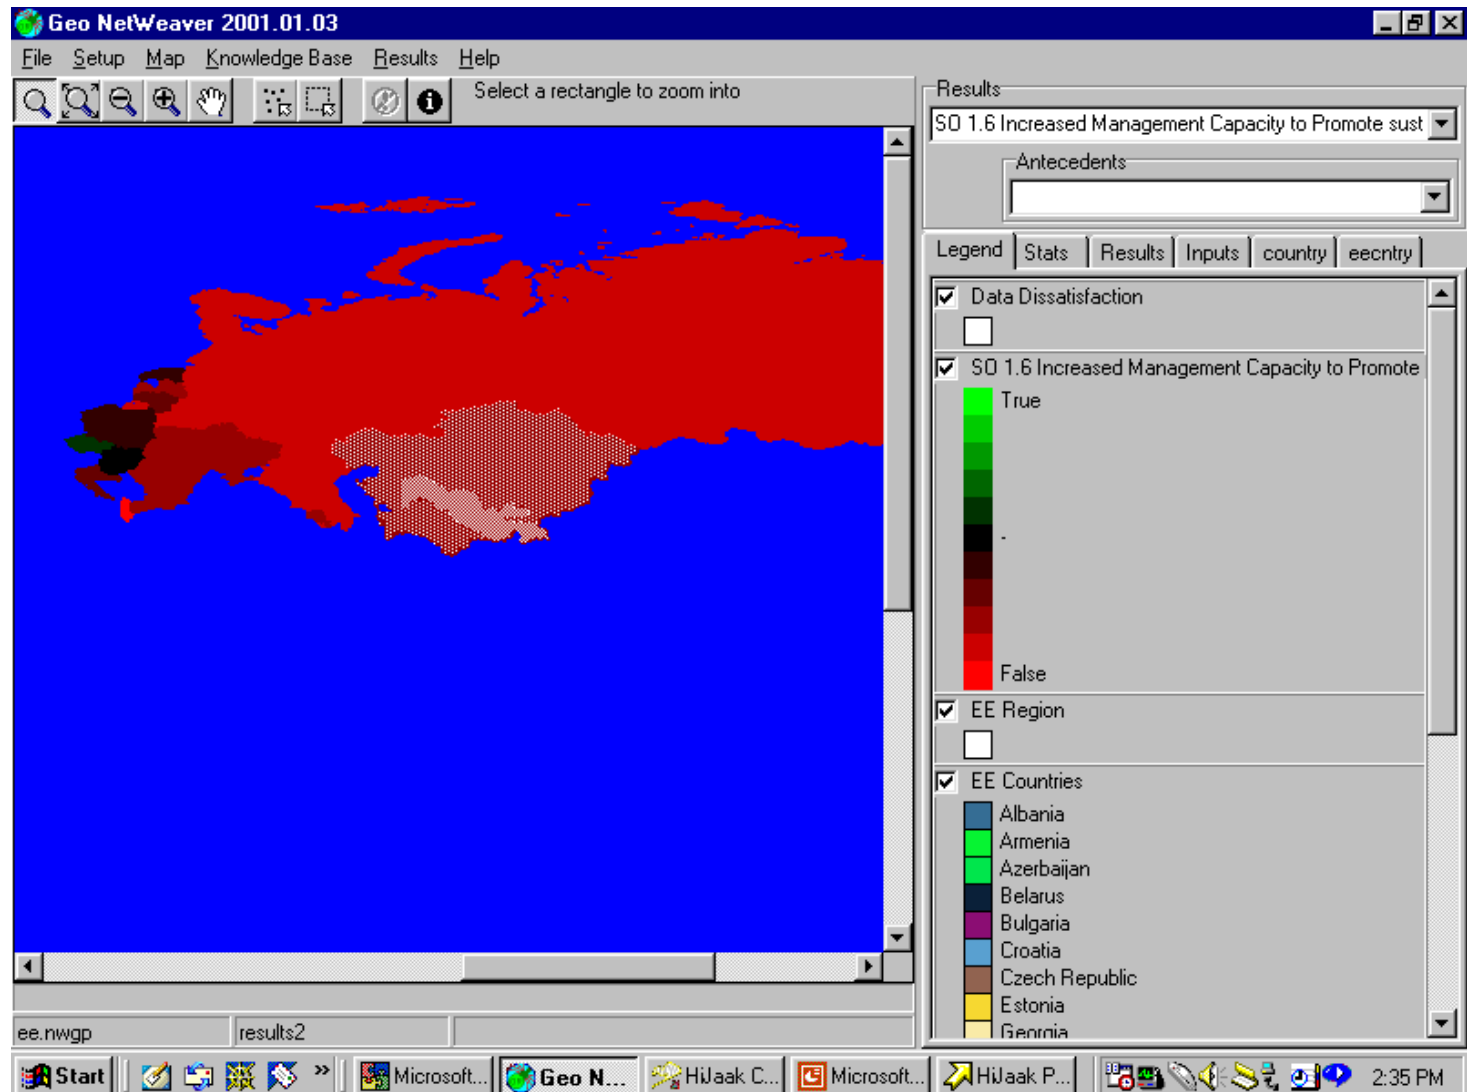 Geo NetWeaver 2001.01.03
File Setup Map Knowledge Base Results Help
Select a rectangle to zoom into
Results
SO 1.6 Increased Management Capacity to Promote sust
Antecedents
Legend Stats Results Inputs country eecntry
Data Dissatisfaction
SO 1.6 Increased Management Capacity to Promote
True
-
False
EE Region
EE Countries
Albania
Armenia
Azerbaijan
Belarus
Bulgaria
Croatia
Czech Republic
Estonia
Georgia
ee.nwgp results2
Start » Microsoft... Geo N... HiJaak C... Microsoft... HiJaak P... 2:35 PM